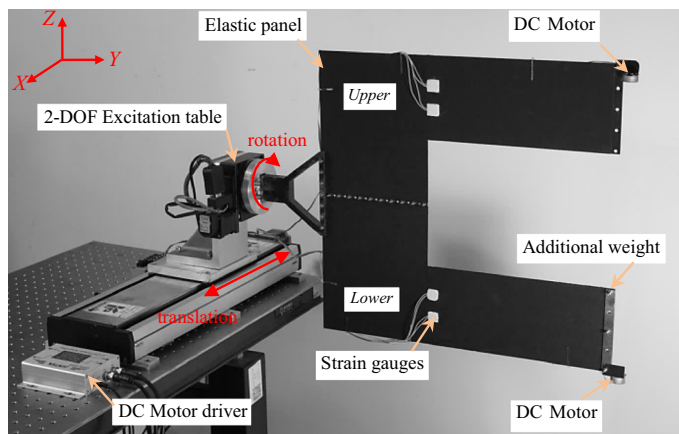 Z
Y
X
Elastic panel
DC Motor
Upper
2-DOF Excitation table
rotation
Additional weight
Lower
translation
Strain gauges
DC Motor driver
DC Motor